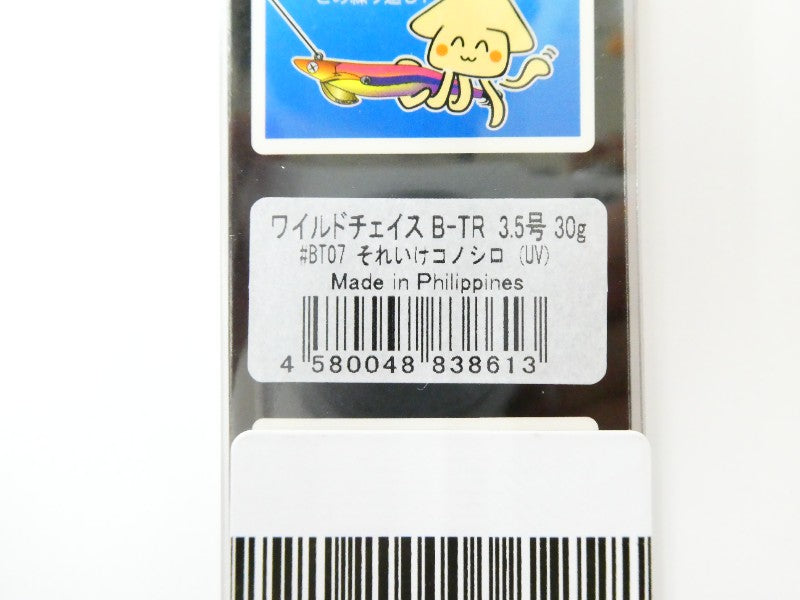 ワイルドチェイス B-TR 3.5号 30g
#BT07 それいけコノシロ (UV)
Made in Philippines
4 580048 838613